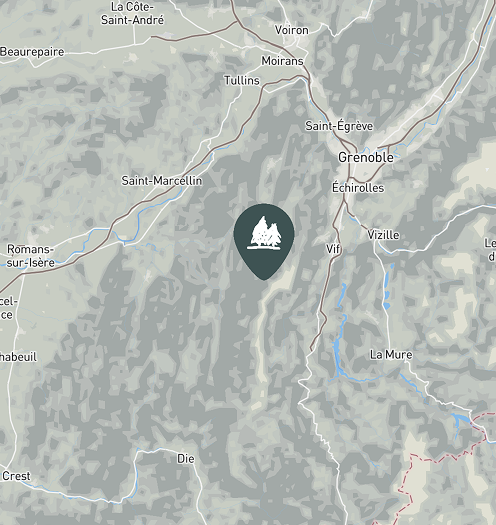 La Côte-
Saint-André
Voiron
Beaurepaire
Moirans
Tullins
Saint-Égrève
Grenoble
Saint-Marcellin
Échirolles
Vizille
Romans-
sur-Isère
Vif
Le
d
cel-
ce
habeuil
La Mure
Die
Crest